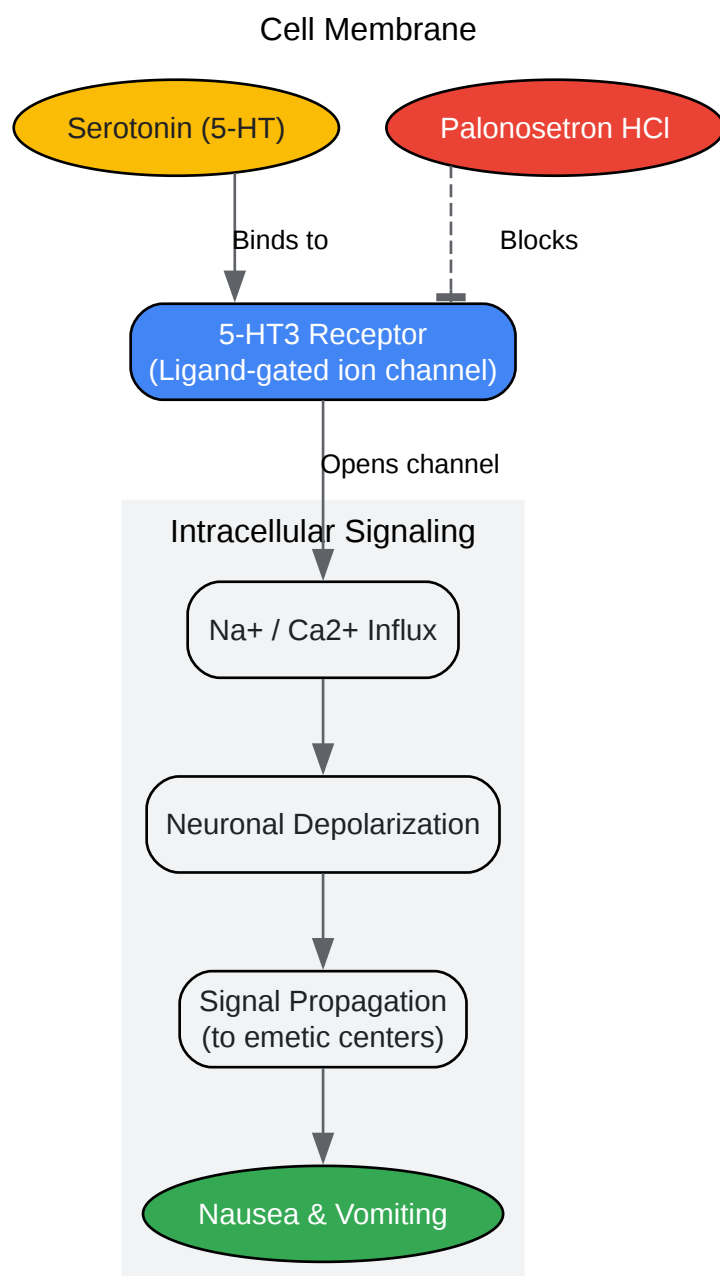 Cell Membrane
Serotonin (5-HT)
Palonosetron HCl
Binds to
Blocks
5-HT3 Receptor
(Ligand-gated ion channel)
Opens channel
Intracellular Signaling
Na+ / Ca2+ Influx
Neuronal Depolarization
Signal Propagation
(to emetic centers)
Nausea & Vomiting